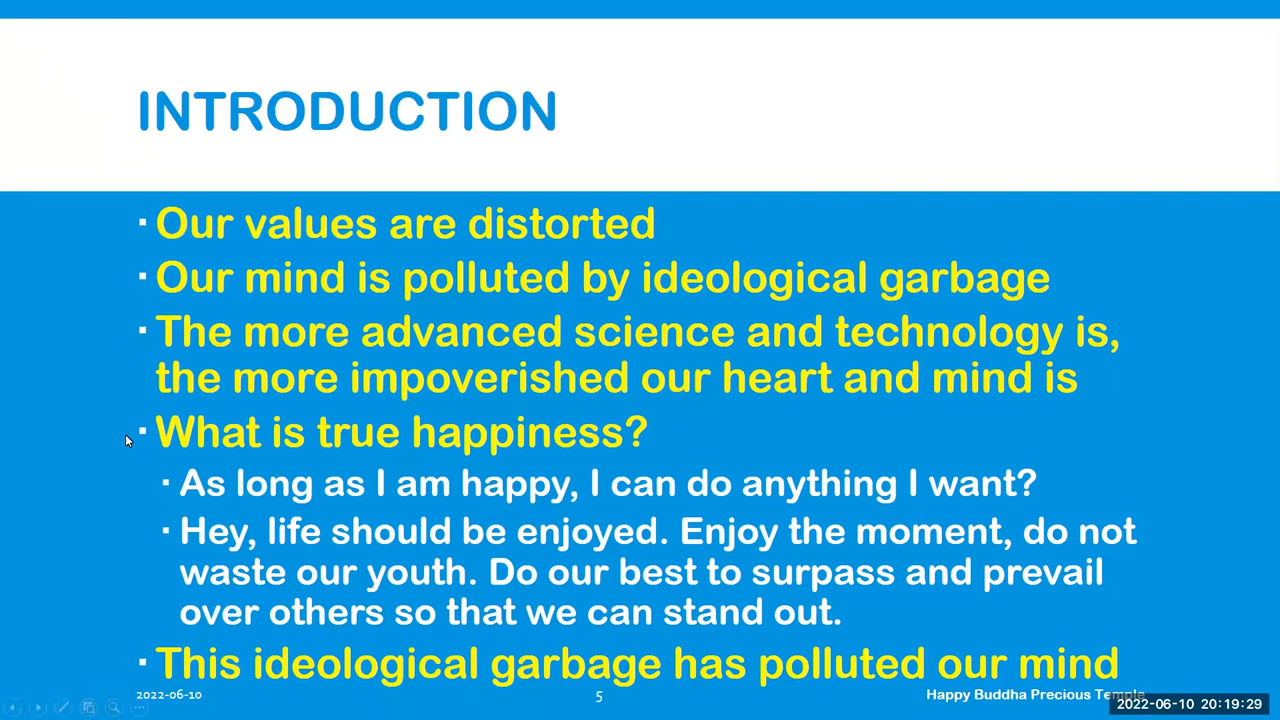 INTRODUCTION
· Our values are distorted
· Our mind is polluted by ideological garbage
· The more advanced science and technology is,
the more impoverished our heart and mind is
· What is true happiness?
· As long as I am happy, I can do anything I want?
· Hey, life should be enjoyed. Enjoy the moment, do not
waste our youth. Do our best to surpass and prevail
over others so that we can stand out.
· This ideological garbage has polluted our mind
2022-06-10
5
Happy Buddha Precious Temple
2022-06-10 20:19:29